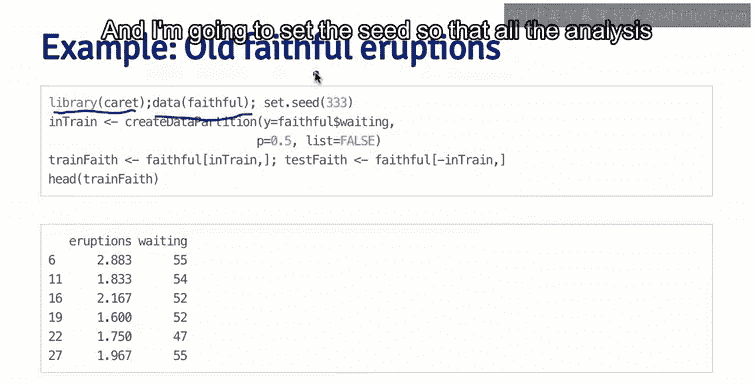 And I'm going to set the seed so that all the analysis
Example: Old faithful eruptions
library(caret);data(faithful); set.seed(333)
inTrain <- createDataPartition(y=faithful$waiting,
p=0.5, list=FALSE)
trainFaith <- faithful[inTrain,]; testFaith <- faithful[-inTrain,]
head(trainFaith)
eruptions waiting
6 2.883 55
11 1.833 54
16 2.167 52
19 1.600 52
22 1.750 47
27 1.967 55